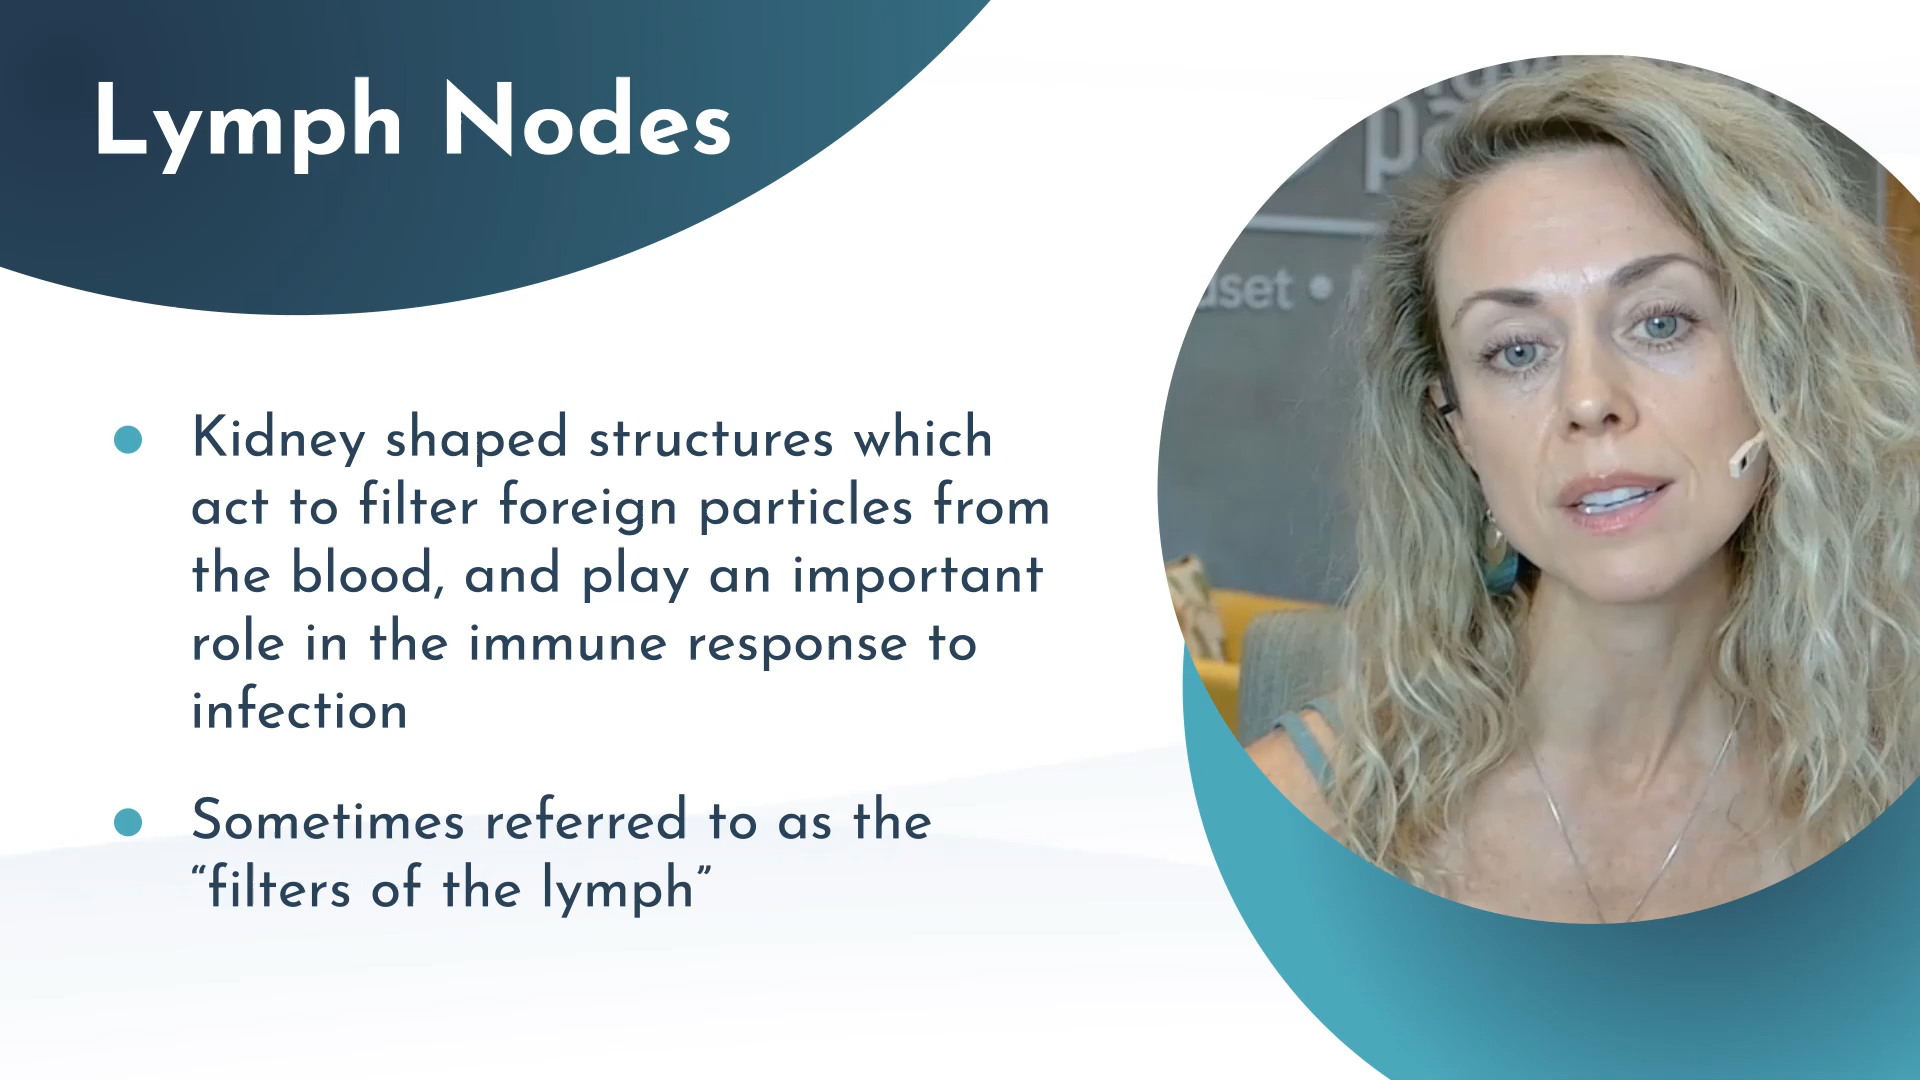 Lymph Nodes
Kidney shaped structures which
act to filter foreign particles from
the blood, and play an important
role in the immune response to
infection
Sometimes referred to as the
“filters of the lymph”